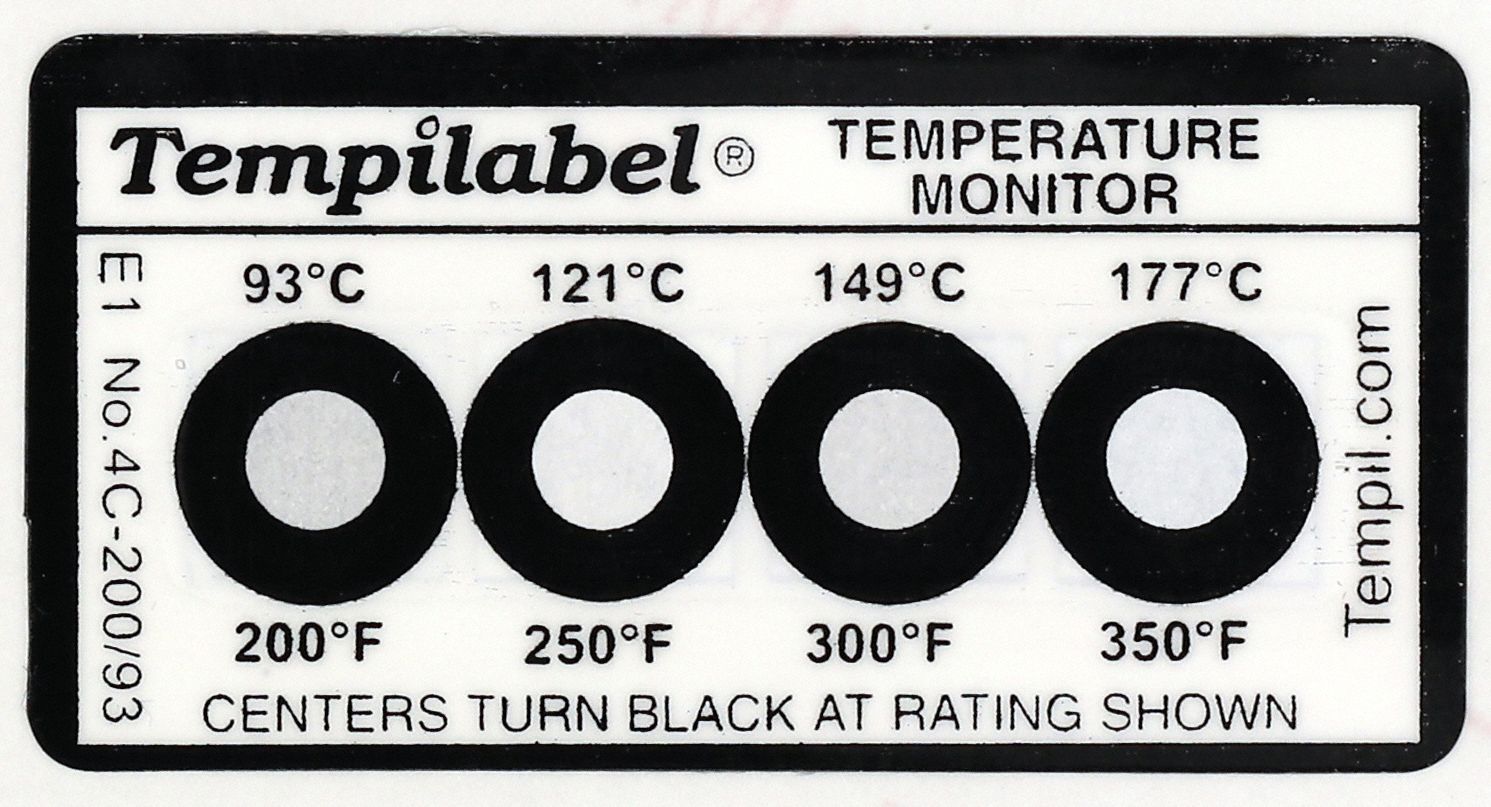 Tempilabel®
TEMPERATURE
MONITOR
E1 No.4C-200/93
93°C 121°C 149°C 177°C
200°F 250°F 300°F 350°F
CENTERS TURN BLACK AT RATING SHOWN
Tempil.com